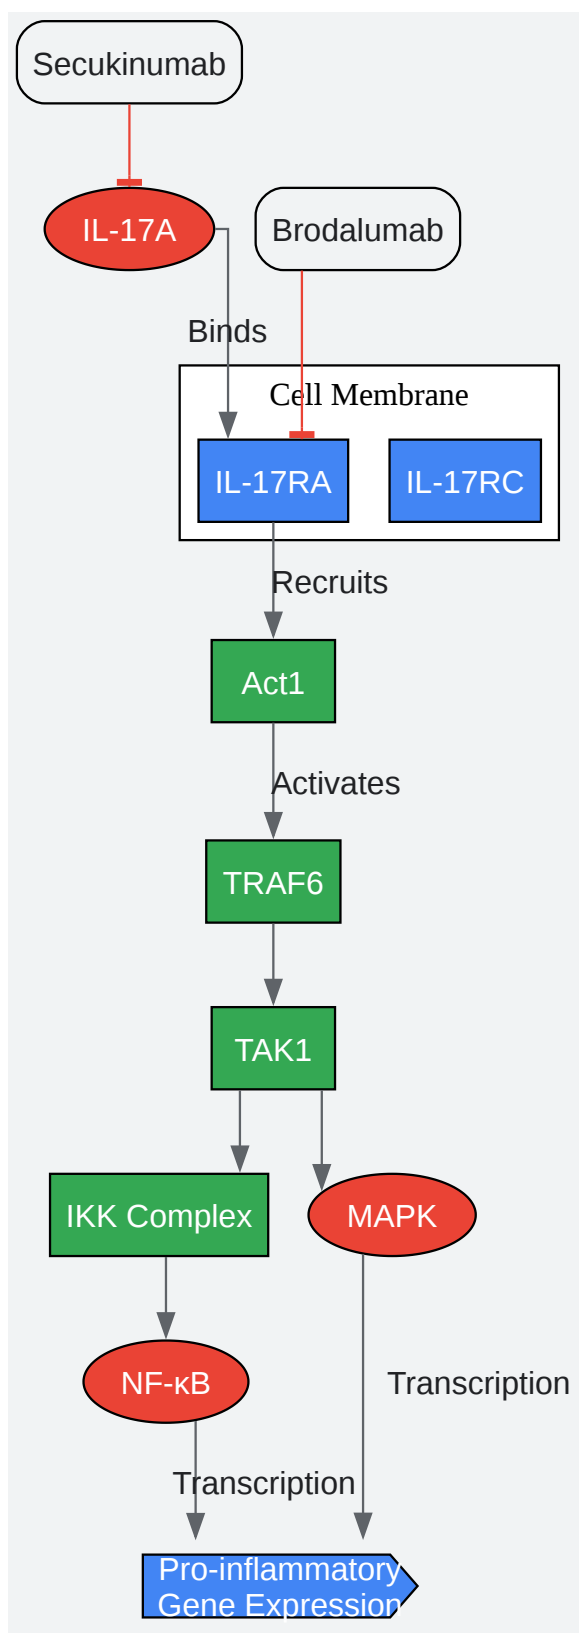 Secukinumab
IL-17A
Brodalumab
Binds
Cell Membrane
IL-17RA
IL-17RC
Recruits
Act1
Activates
TRAF6
TAK1
IKK Complex
MAPK
NF-κB
Transcription
Transcription
Pro-inflammatory
Gene Expression